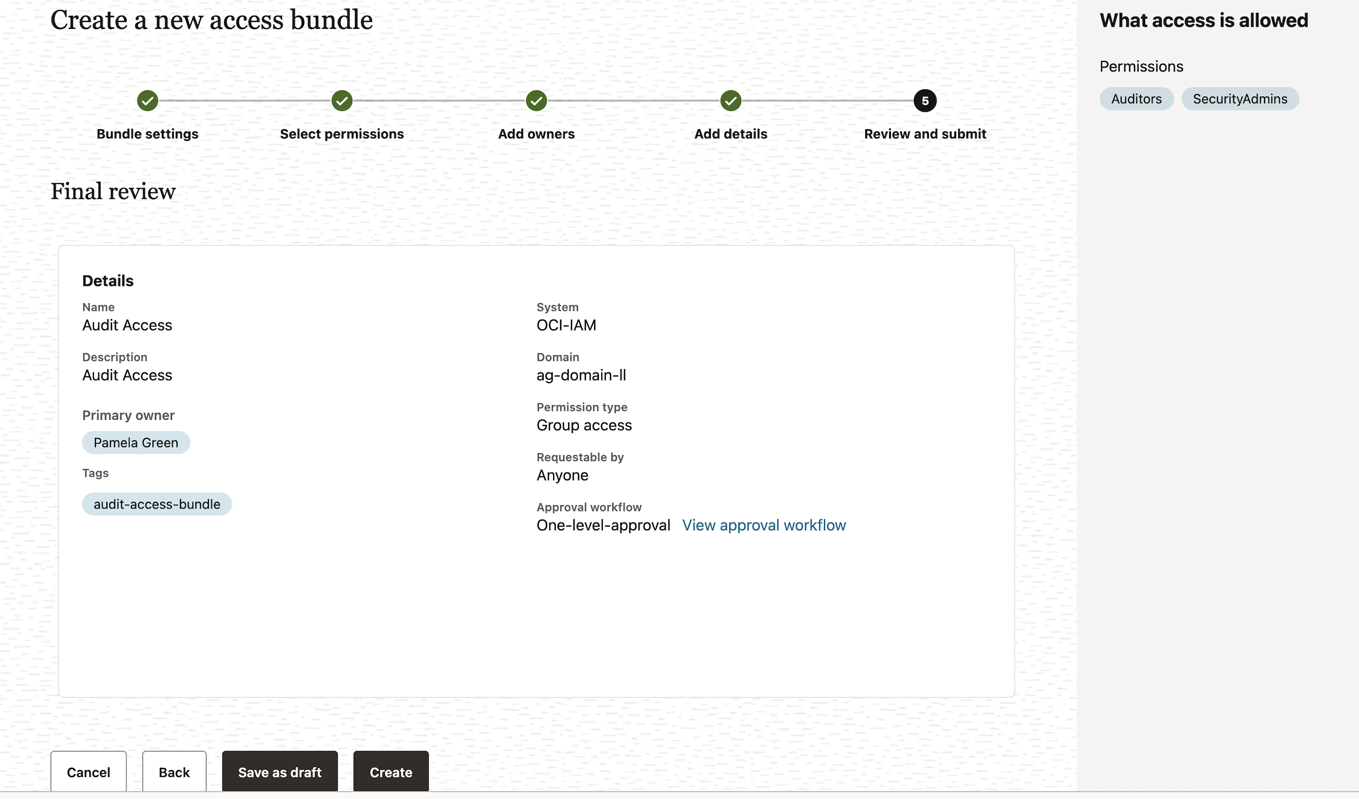 Create a new access bundle
Bundle settings
Select permissions
Add owners
Add details
5
Review and submit
Final review
Details
Name
Audit Access
Description
Audit Access
Primary owner
Pamela Green
Tags
audit-access-bundle
System
OCI-IAM
Domain
ag-domain-ll
Permission type
Group access
Requestable by
Anyone
Approval workflow
One-level-approval View approval workflow
Cancel
Back
Save as draft
Create
What access is allowed
Permissions
Auditors
SecurityAdmins